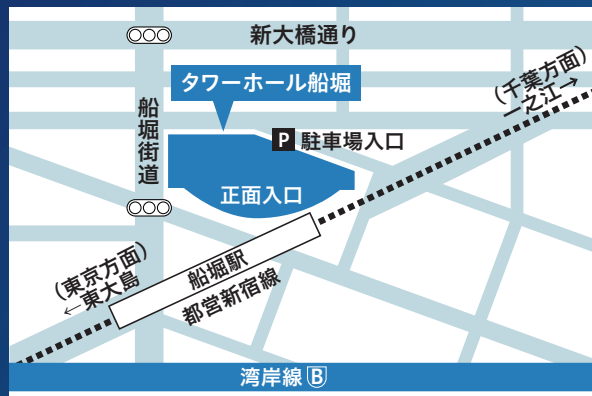 新大橋通り
タワーホール船堀
(千葉方面)
一之江→
船堀街道
P 駐車場入口
正面入口
船堀駅
都営新宿線
(東京方面)
←東大島
湾岸線 B